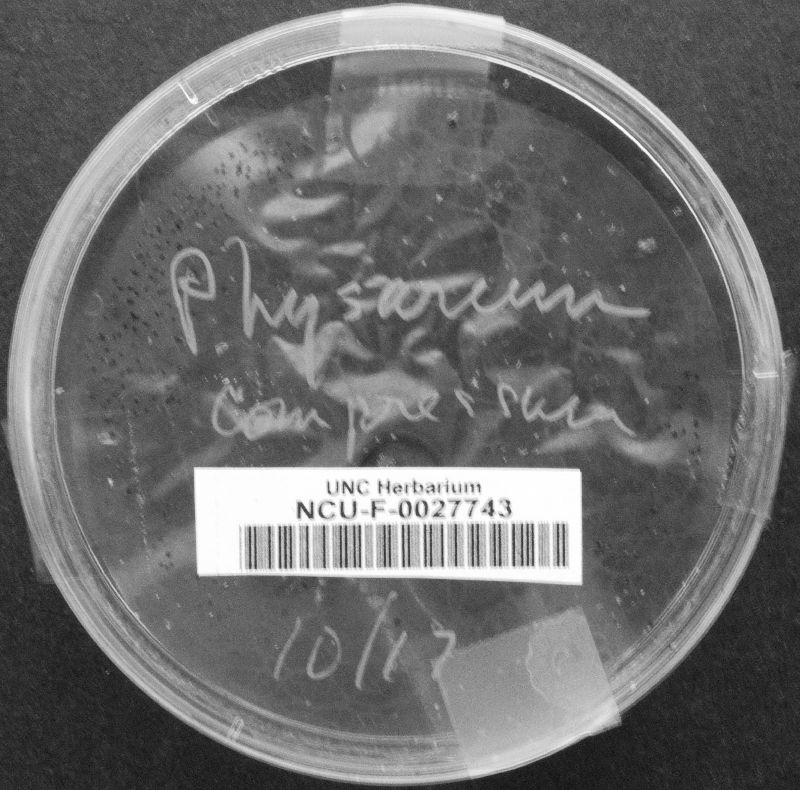 Physarum
compressum
UNC Herbarium
NCU-F-0027743
10/17